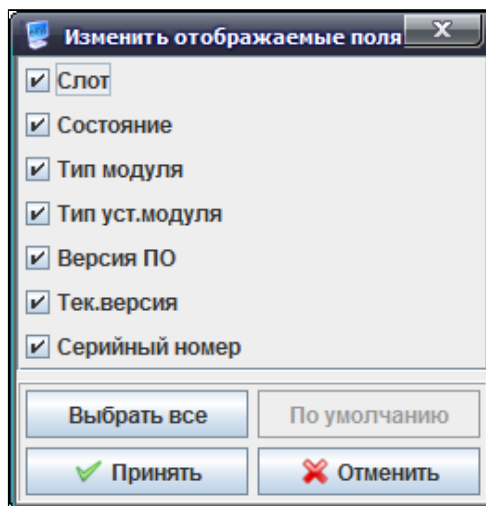 Изменить отображаемые поля
Слот
Состояние
Тип модуля
Тип уст.модуля
Версия ПО
Тек.версия
Серийный номер
Выбрать все По умолчанию
Принять Отменить